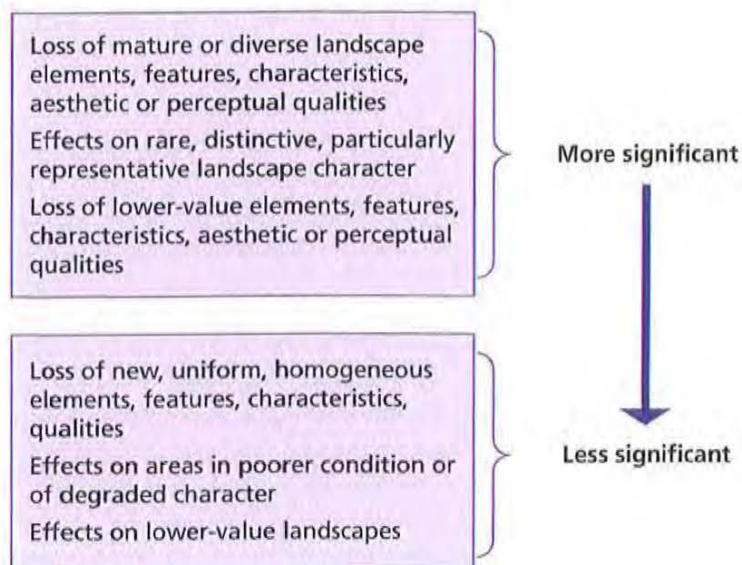 Loss of mature or diverse landscape
elements, features, characteristics,
aesthetic or perceptual qualities
Effects on rare, distinctive, particularly
representative landscape character
Loss of lower-value elements, features,
characteristics, aesthetic or perceptual
qualities
More significant
Loss of new, uniform, homogeneous
elements, features, characteristics,
qualities
Effects on areas in poorer condition or
of degraded character
Effects on lower-value landscapes
Less significant